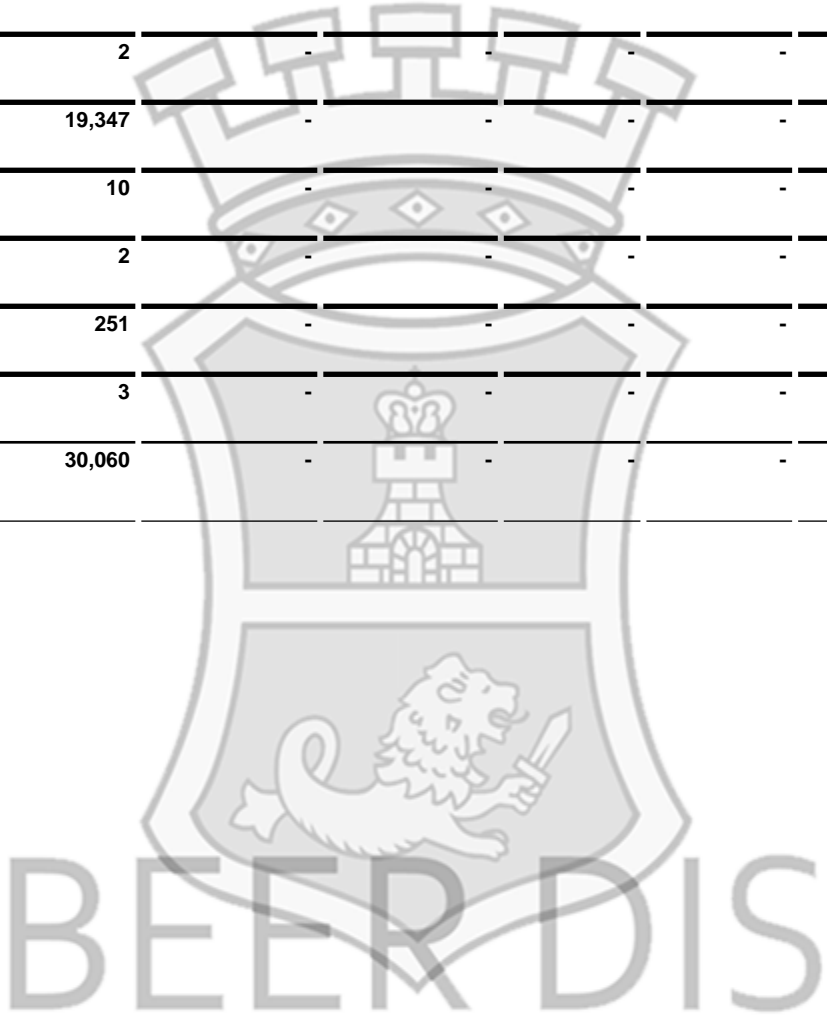 2 - - - -
19,347 - - - -
10 - - - -
2 - - - -
251 - - - -
3 - - - -
30,060 - - - -
BEER DIS